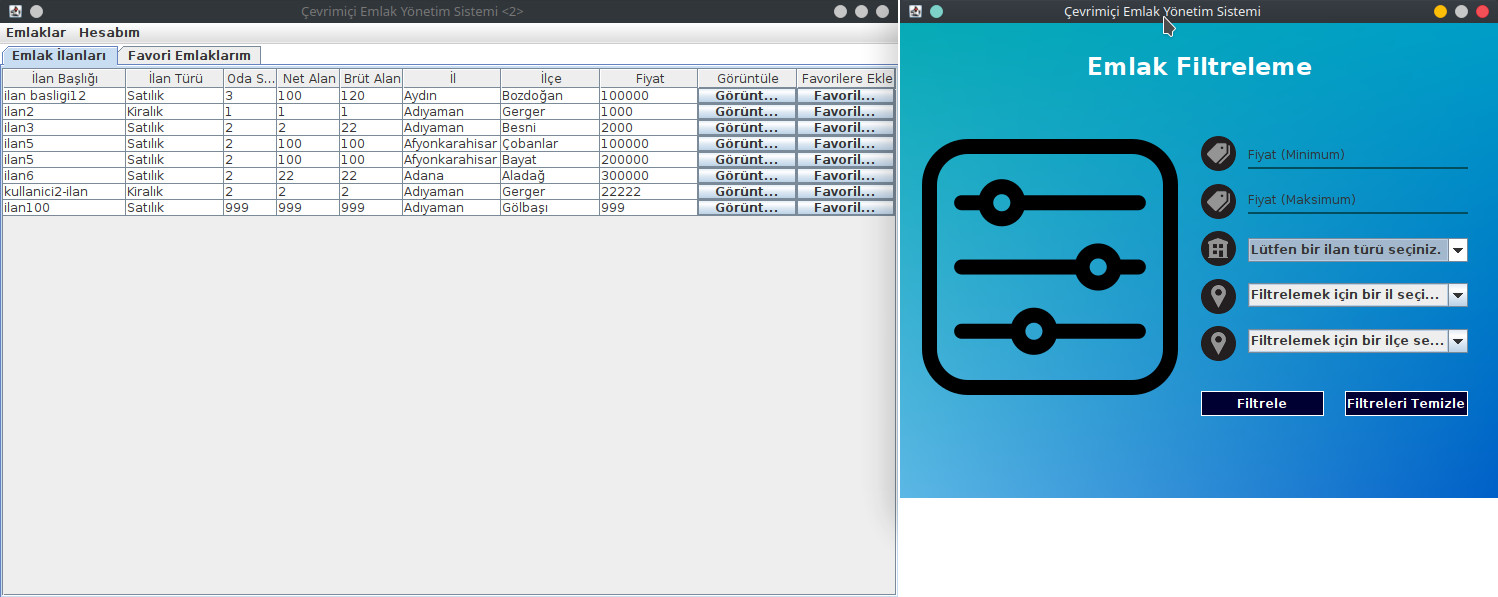 Çevrimiçi Emlak Yönetim Sistemi <2>
Emlaklar Hesabım
Emlak İlanları Favori Emlaklarım
İlan Başlığı İlan Türü Oda S... Net Alan Brüt Alan İl İlçe Fiyat Görüntüle Favorilere Ekle
ilan basligi12 Satılık 3 100 120 Aydın Bozdoğan 100000 Görünt... Favoril...
ilan2 Kiralık 1 1 1 Adıyaman Gerger 1000 Görünt... Favoril...
ilan3 Satılık 2 2 22 Adıyaman Besni 2000 Görünt... Favoril...
ilan5 Satılık 2 100 100 Afyonkarahisar Çobanlar 100000 Görünt... Favoril...
ilan5 Satılık 2 100 100 Afyonkarahisar Bayat 200000 Görünt... Favoril...
ilan6 Satılık 2 22 22 Adana Aladağ 300000 Görünt... Favoril...
kullanici2-ilan Kiralık 2 2 2 Adıyaman Gerger 22222 Görünt... Favoril...
ilan100 Satılık 999 999 999 Adıyaman Gölbaşı 999 Görünt... Favoril...
Çevrimiçi Emlak Yönetim Sistemi
Emlak Filtreleme
Fiyat (Minimum)
Fiyat (Maksimum)
Lütfen bir ilan türü seçiniz.
Filtrelemek için bir il seçi...
Filtrelemek için bir ilçe se...
Filtrele Filtreleri Temizle